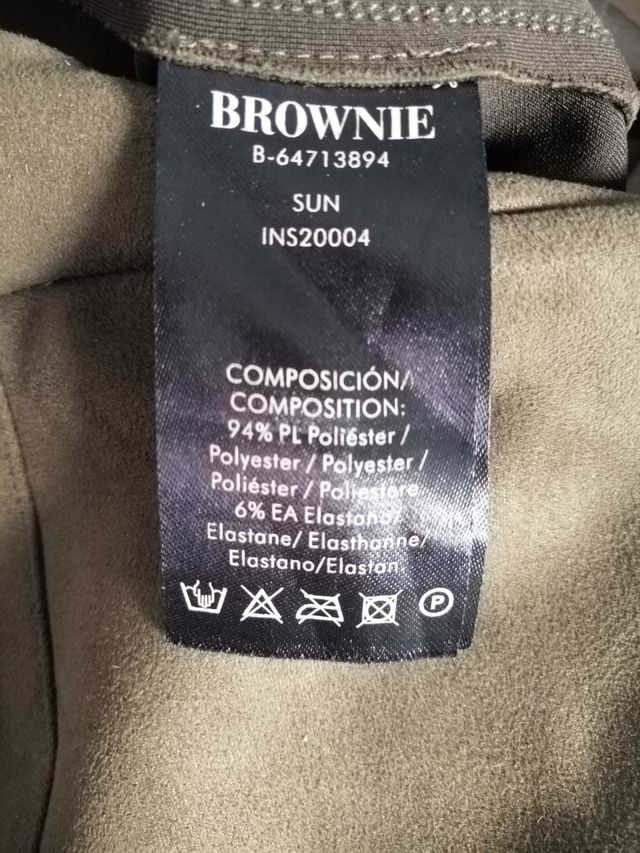 BROWNIE
B-64713894
SUN
INS20004
COMPOSICIÓN/
COMPOSITION:
94% PL Poliéster /
Polyester / Polyester /
Poliéster / Poliestere
6% EA Elastano/
Elastane/ Elasthanne/
Elastano/Elastan
P